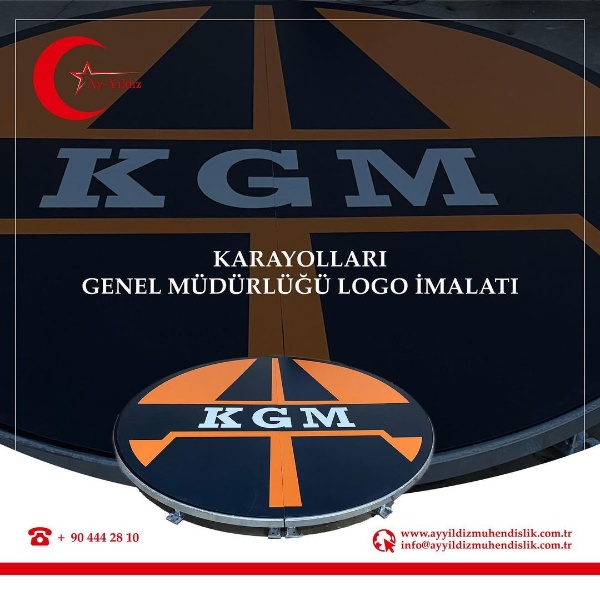 Ay-Yıldız
KGM
KARAYOLLARI
GENEL MÜDÜRLÜĞÜ LOGO İMALATI
KGM
+ 90 444 28 10
www.ayyildizmuhendislik.com.tr
info@ayyildizmuhendislik.com.tr